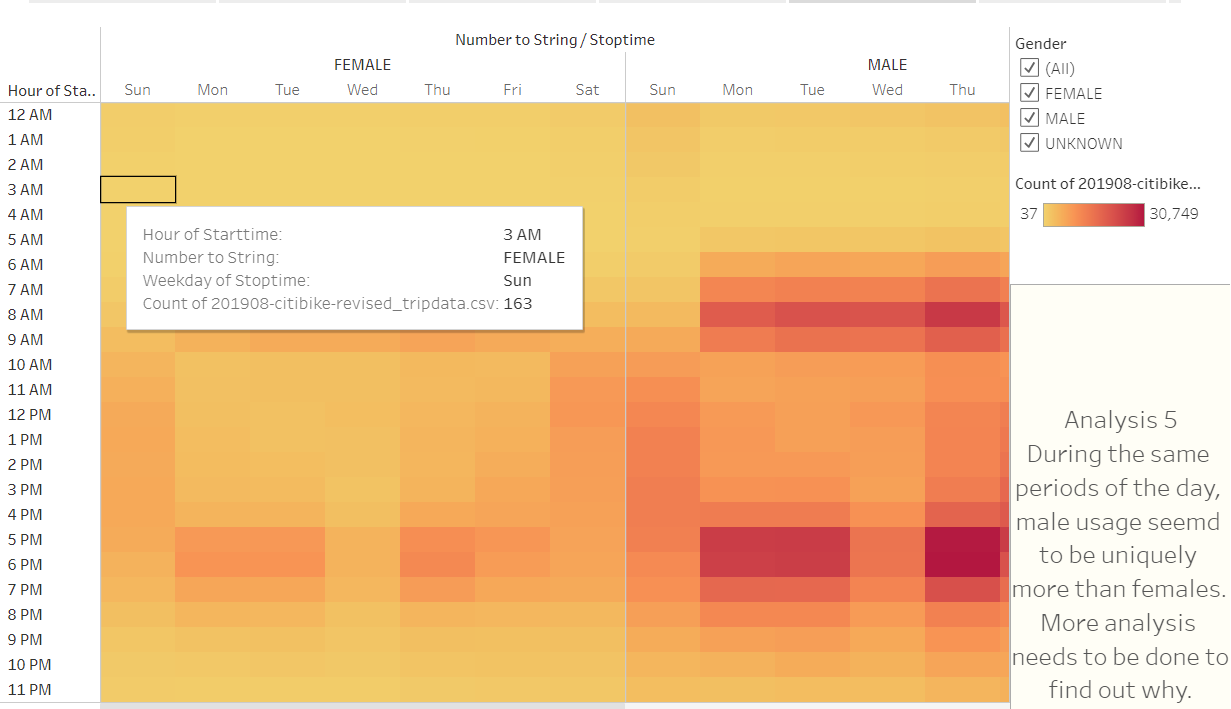 Number to String / Stoptime
FEMALE MALE
Hour of Sta.. Sun Mon Tue Wed Thu Fri Sat Sun Mon Tue Wed Thu
12 AM
1 AM
2 AM
3 AM
4 AM
5 AM
6 AM
7 AM
8 AM
9 AM
10 AM
11 AM
12 PM
1 PM
2 PM
3 PM
4 PM
5 PM
6 PM
7 PM
8 PM
9 PM
10 PM
11 PM
Hour of Starttime: 3 AM
Number to String: FEMALE
Weekday of Stoptime: Sun
Count of 201908-citibike-revised_tripdata.csv: 163
Gender
(All)
FEMALE
MALE
UNKNOWN
Count of 201908-citibike...
37 30,749
Analysis 5
During the same
periods of the day,
male usage seemd
to be uniquely
more than females.
More analysis
needs to be done to
find out why.